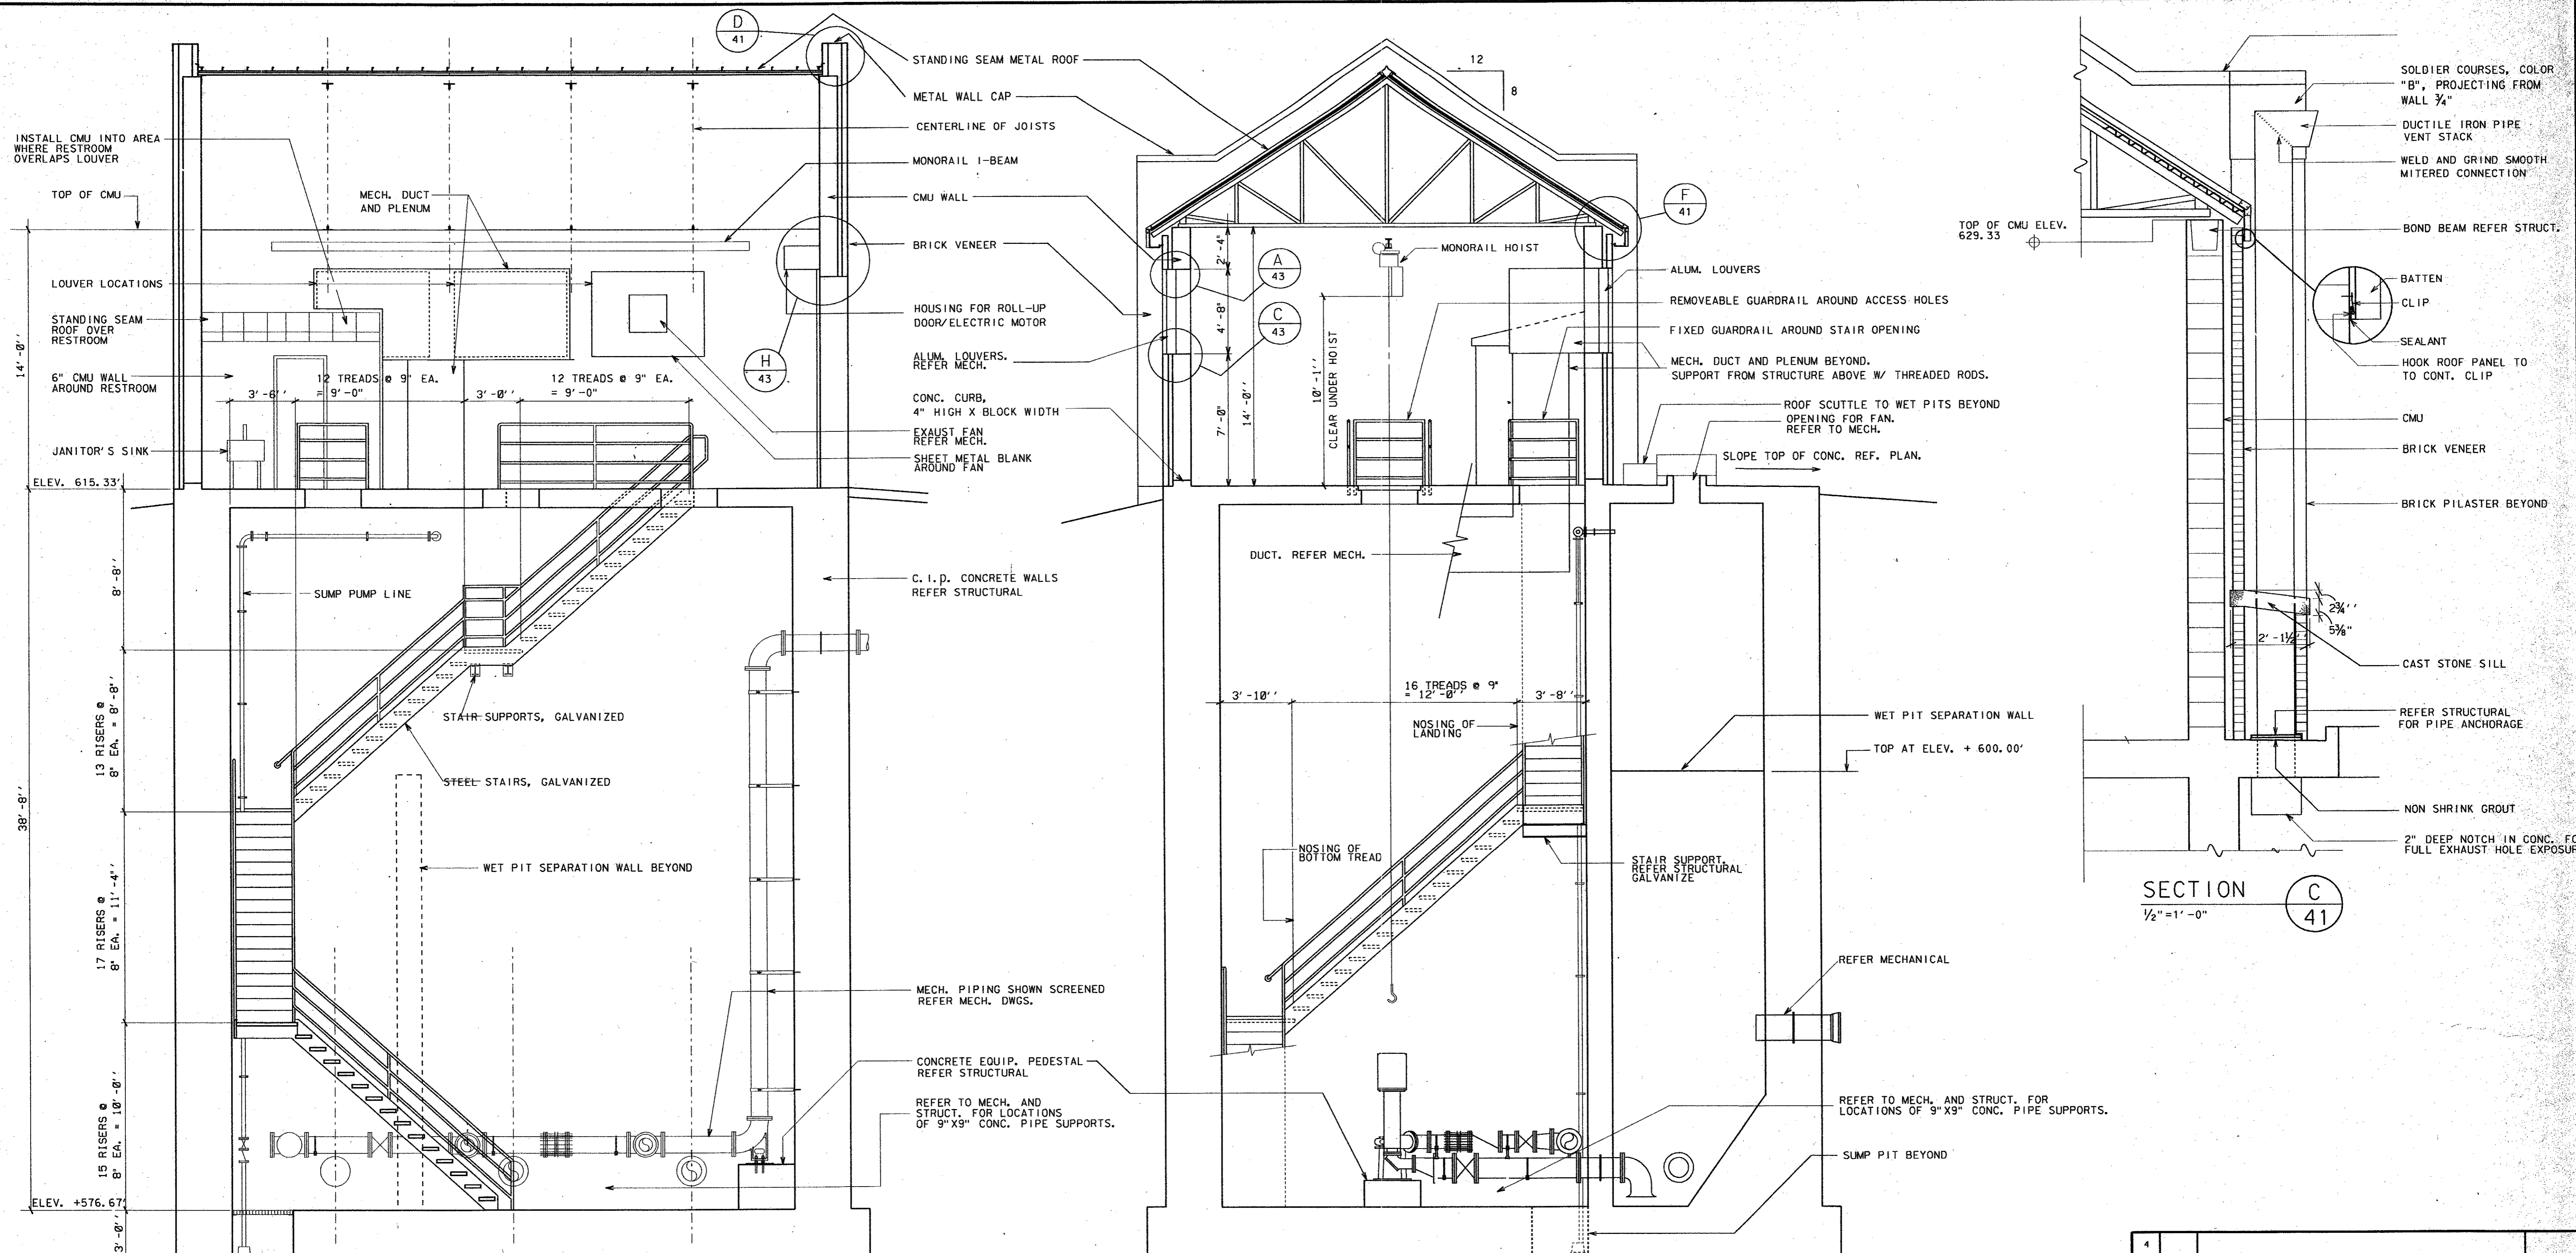 D
41
INSTALL CMU INTO AREA
WHERE RESTROOM
OVERLAPS LOUVER
TOP OF CMU
MECH. DUCT
AND PLENUM
LOUVER LOCATIONS
STANDING SEAM
ROOF OVER
RESTROOM
6" CMU WALL
AROUND RESTROOM
12 TREADS @ 9" EA.
= 9'-0"
3'-6"
3'-0"
12 TREADS @ 9" EA.
= 9'-0"
JANITOR'S SINK
ELEV. 615.33'
14'-0"
38'-8"
8'-8"
13 RISERS @
8" EA. = 8'-8"
17 RISERS @
8" EA. = 11'-4"
15 RISERS @
8" EA. = 10'-0"
3'-0"
ELEV. +576.67'
H
43
SUMP PUMP LINE
STAIR SUPPORTS, GALVANIZED
STEEL STAIRS, GALVANIZED
WET PIT SEPARATION WALL BEYOND
STANDING SEAM METAL ROOF
METAL WALL CAP
CENTERLINE OF JOISTS
MONORAIL I-BEAM
CMU WALL
BRICK VENEER
HOUSING FOR ROLL-UP
DOOR/ELECTRIC MOTOR
ALUM. LOUVERS.
REFER MECH.
CONC. CURB,
4" HIGH X BLOCK WIDTH
EXAUST FAN
REFER MECH.
SHEET METAL BLANK
AROUND FAN
C.I.P. CONCRETE WALLS
REFER STRUCTURAL
MECH. PIPING SHOWN SCREENED
REFER MECH. DWGS.
CONCRETE EQUIP. PEDESTAL
REFER STRUCTURAL
REFER TO MECH. AND
STRUCT. FOR LOCATIONS
OF 9"X9" CONC. PIPE SUPPORTS.
12
8
F
41
A
43
C
43
2'-4"
4'-8"
7'-0"
14'-0"
10'-1"
CLEAR UNDER HOIST
MONORAIL HOIST
ALUM. LOUVERS
REMOVEABLE GUARDRAIL AROUND ACCESS HOLES
FIXED GUARDRAIL AROUND STAIR OPENING
MECH. DUCT AND PLENUM BEYOND.
SUPPORT FROM STRUCTURE ABOVE W/ THREADED RODS.
ROOF SCUTTLE TO WET PITS BEYOND
OPENING FOR FAN.
REFER TO MECH.
SLOPE TOP OF CONC. REF. PLAN.
DUCT. REFER MECH.
3'-10"
16 TREADS @ 9"
= 12'-0"
3'-8"
NOSING OF
LANDING
NOSING OF
BOTTOM TREAD
STAIR SUPPORT.
REFER STRUCTURAL
GALVANIZE
WET PIT SEPARATION WALL
TOP AT ELEV. + 600.00'
REFER MECHANICAL
REFER TO MECH. AND STRUCT. FOR
LOCATIONS OF 9"X9" CONC. PIPE SUPPORTS.
SUMP PIT BEYOND
TOP OF CMU ELEV.
629.33
SOLDIER COURSES, COLOR
"B", PROJECTING FROM
WALL ¾"
DUCTILE IRON PIPE
VENT STACK
WELD AND GRIND SMOOTH
MITERED CONNECTION
BOND BEAM REFER STRUCT.
BATTEN
CLIP
SEALANT
HOOK ROOF PANEL TO
TO CONT. CLIP
CMU
BRICK VENEER
BRICK PILASTER BEYOND
2¾"
5⅜"
2'-1½"
CAST STONE SILL
REFER STRUCTURAL
FOR PIPE ANCHORAGE
NON SHRINK GROUT
2" DEEP NOTCH IN CONC. FO
FULL EXHAUST HOLE EXPOSUR
SECTION
C
41
½"=1'-0"
4